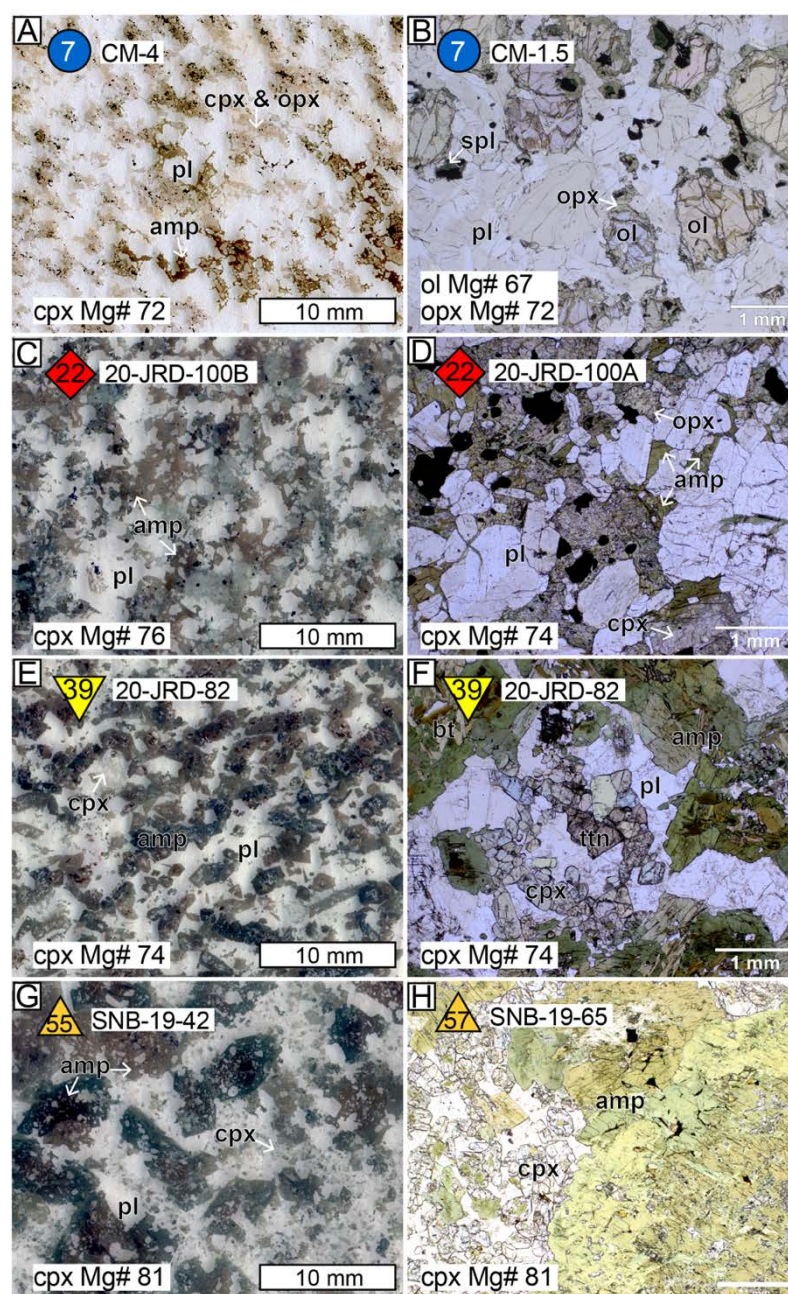 A
7 CM-4
cpx & opx
pl
amp
cpx Mg# 72
10 mm
B
7 CM-1.5
spl
opx
pl
ol
ol
ol Mg# 67
opx Mg# 72
1 mm
C
22 20-JRD-100B
amp
pl
cpx Mg# 76
10 mm
D
22 20-JRD-100A
opx
amp
pl
cpx
cpx Mg# 74
1 mm
E
39 20-JRD-82
cpx
amp
pl
cpx Mg# 74
10 mm
F
39 20-JRD-82
bt
amp
pl
ttn
cpx
cpx Mg# 74
1 mm
G
55 SNB-19-42
amp
cpx
pl
cpx Mg# 81
10 mm
H
57 SNB-19-65
amp
cpx
cpx Mg# 81